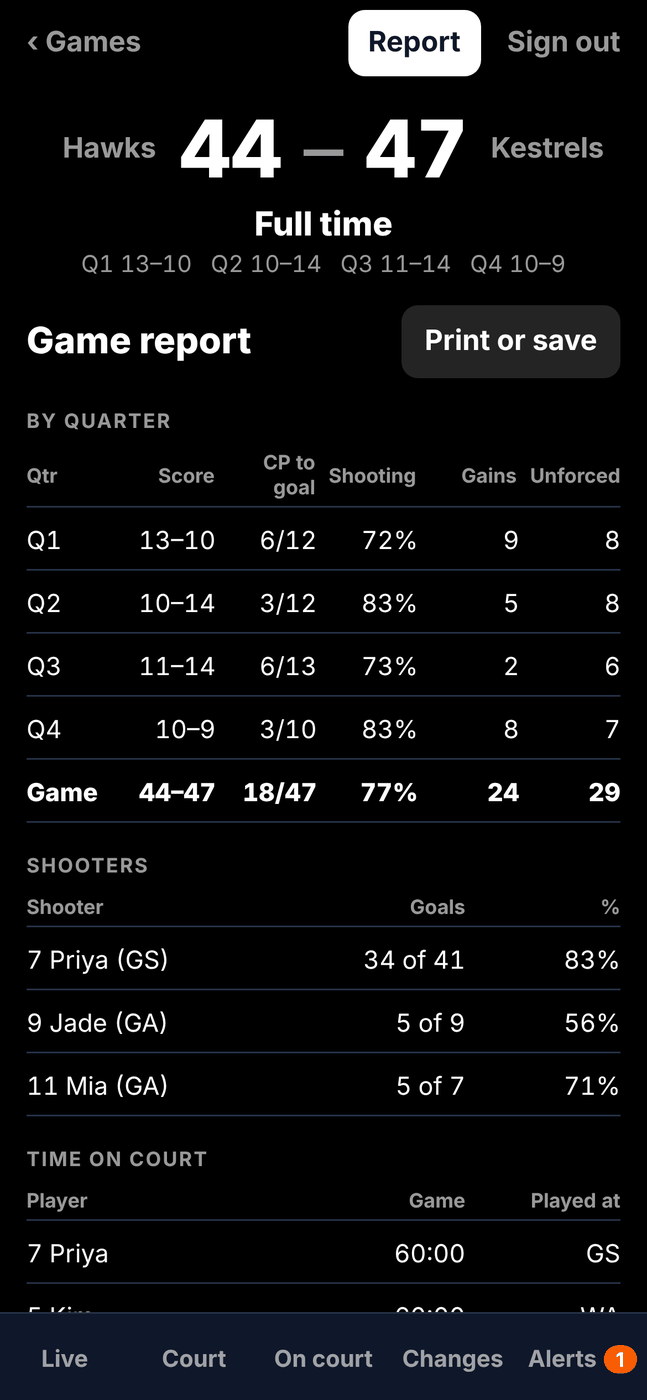 ‹ Games Report Sign out
Hawks 44 – 47 Kestrels
Full time
Q1 13–10 Q2 10–14 Q3 11–14 Q4 10–9
Game report Print or save
BY QUARTER
Qtr Score CP to goal Shooting Gains Unforced
Q1 13–10 6/12 72% 9 8
Q2 10–14 3/12 83% 5 8
Q3 11–14 6/13 73% 2 6
Q4 10–9 3/10 83% 8 7
Game 44–47 18/47 77% 24 29
SHOOTERS
Shooter Goals %
7 Priya (GS) 34 of 41 83%
9 Jade (GA) 5 of 9 56%
11 Mia (GA) 5 of 7 71%
TIME ON COURT
Player Game Played at
7 Priya 60:00 GS
Live Court On court Changes Alerts 1